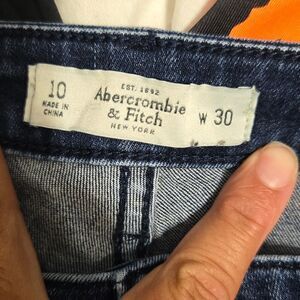 10
MADE IN
CHINA
EST. 1892
Abercrombie
& Fitch
NEW YORK
W 30